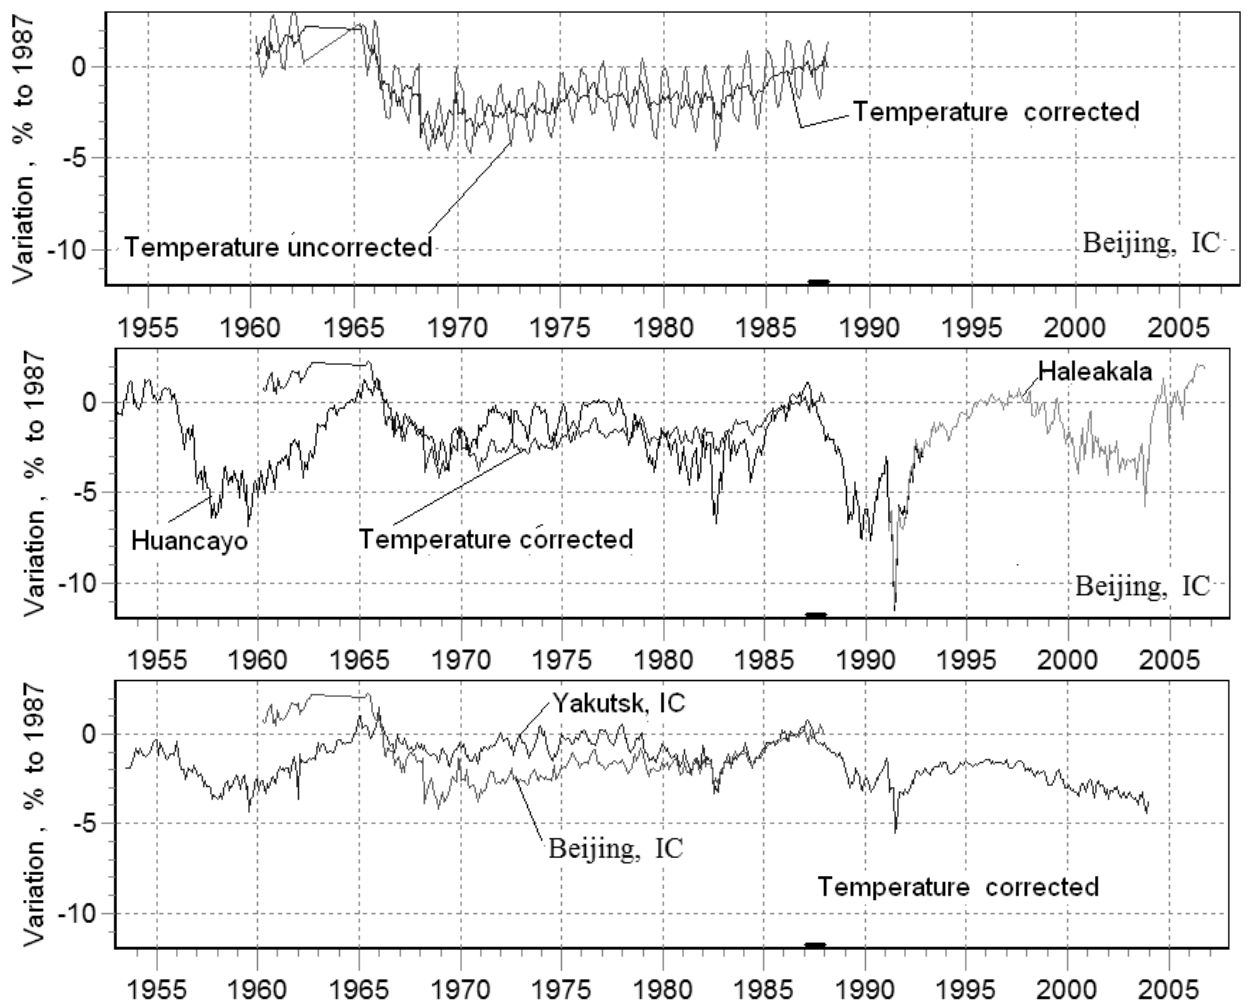 Variation , % to 1987
0
-5
-10
Temperature corrected
Temperature uncorrected
Beijing, IC
1955 1960 1965 1970 1975 1980 1985 1990 1995 2000 2005
Variation , % to 1987
0
-5
-10
Haleakala
Huancayo
Temperature corrected
Beijing, IC
1955 1960 1965 1970 1975 1980 1985 1990 1995 2000 2005
Variation , % to 1987
0
-5
-10
Yakutsk, IC
Beijing, IC
Temperature corrected
1955 1960 1965 1970 1975 1980 1985 1990 1995 2000 2005